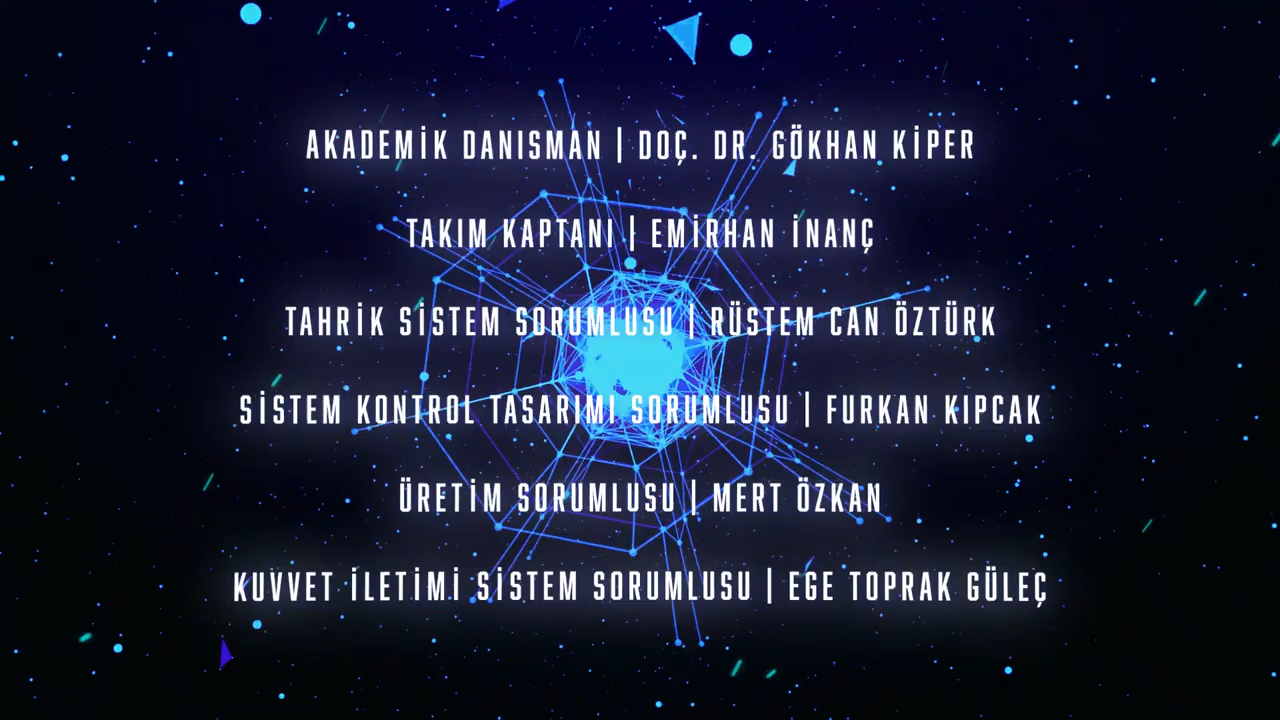 AKADEMİK DANISMAN | DOÇ. DR. GÖKHAN KİPER
TAKIM KAPTANI | EMİRHAN İNANÇ
TAHRİK SİSTEM SORUMLUSU | RÜSTEM CAN ÖZTÜRK
SİSTEM KONTROL TASARIMI SORUMLUSU | FURKAN KIPCAK
ÜRETİM SORUMLUSU | MERT ÖZKAN
KUVVET İLETİMİ SİSTEM SORUMLUSU | EGE TOPRAK GÜLEÇ